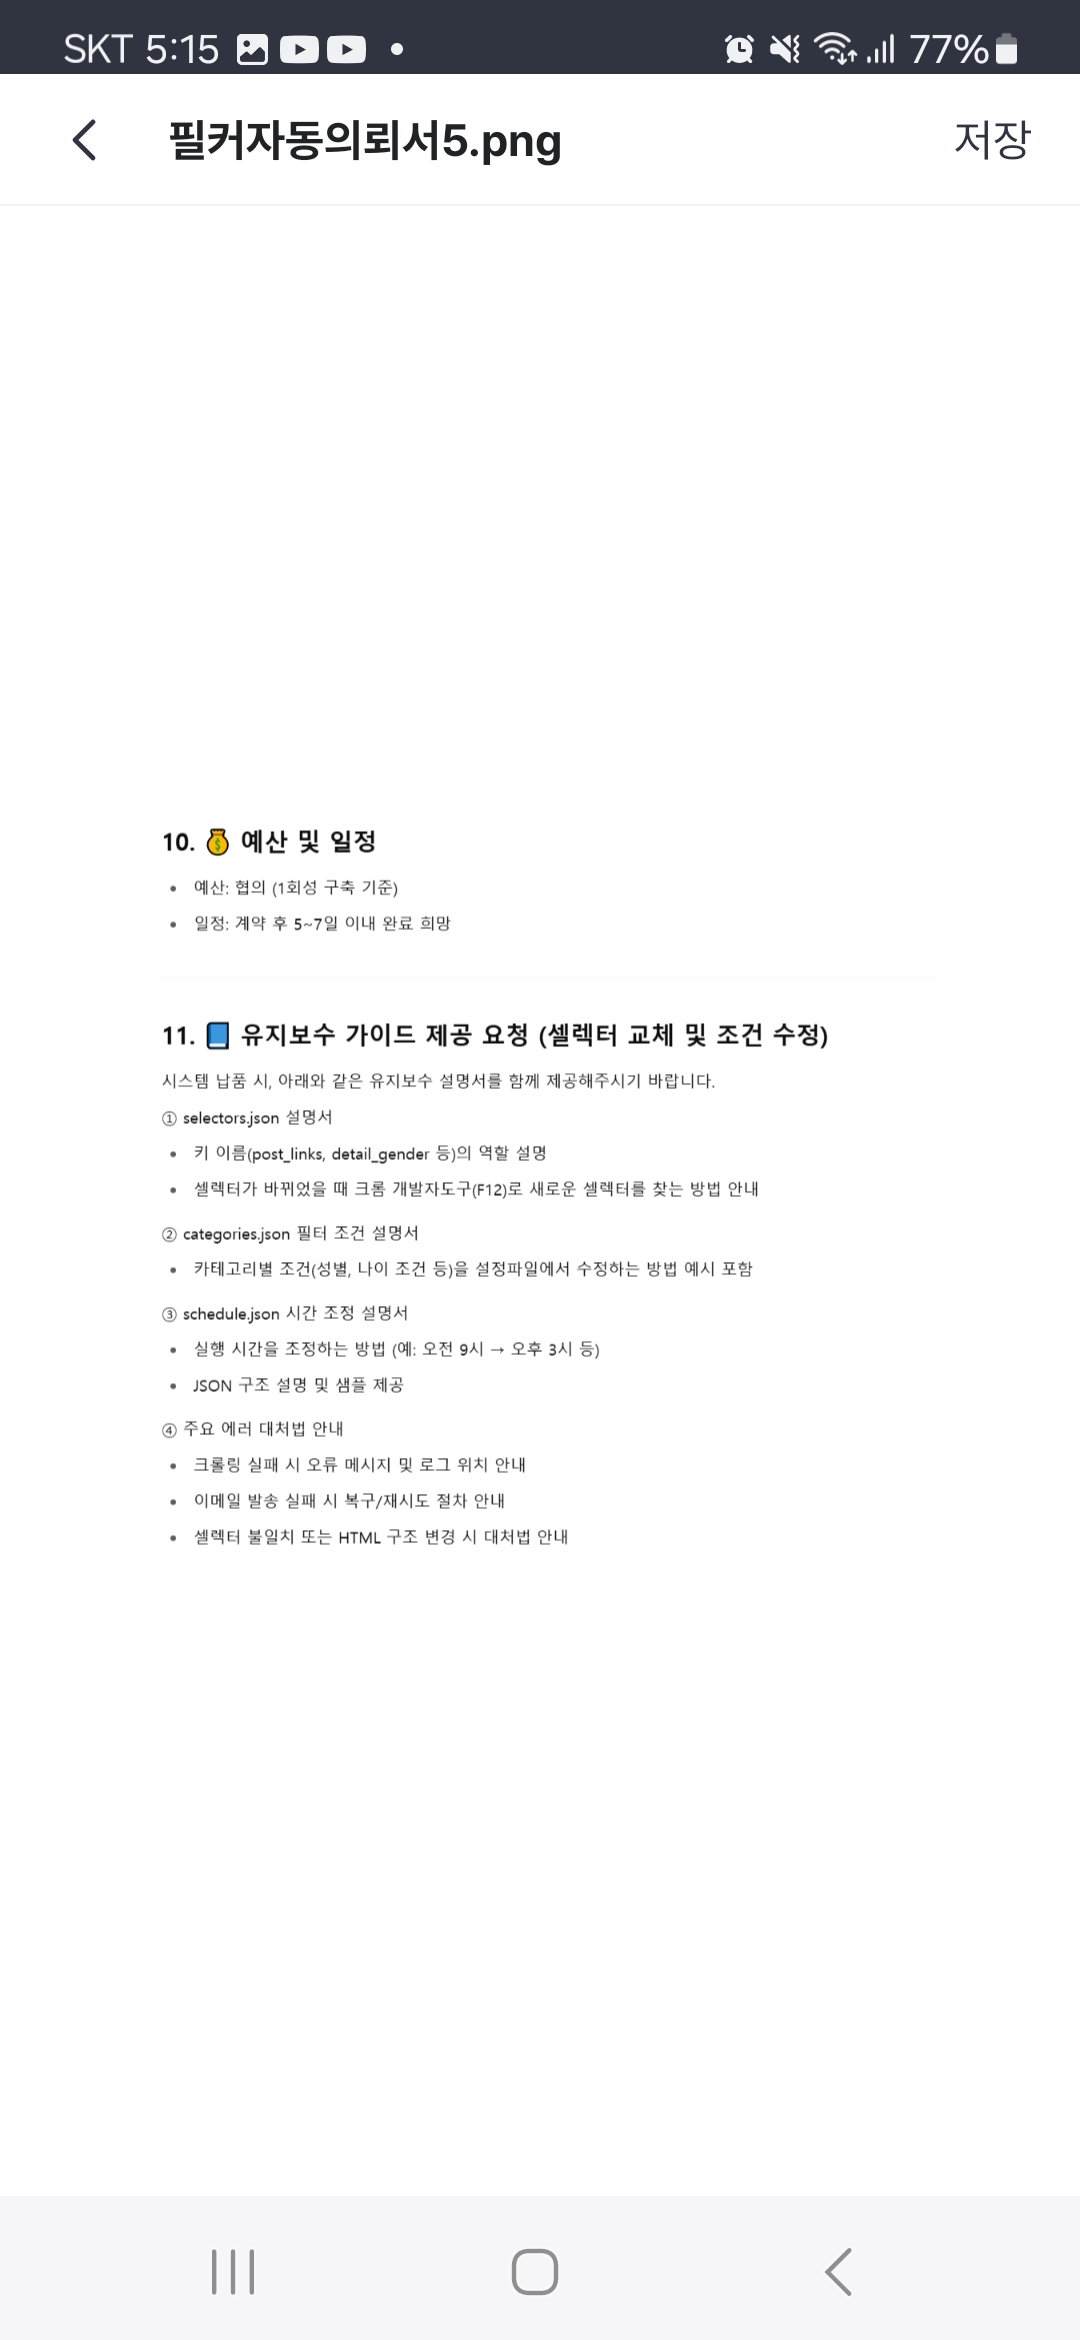 SKT 5:15 77%
필커자동의뢰서5.png 저장
10. 💰 예산 및 일정
• 예산: 협의 (1회성 구축 기준)
• 일정: 계약 후 5~7일 이내 완료 희망
11. 📘 유지보수 가이드 제공 요청 (셀렉터 교체 및 조건 수정)
시스템 납품 시, 아래와 같은 유지보수 설명서를 함께 제공해주시기 바랍니다.
① selectors.json 설명서
• 키 이름(post_links, detail_gender 등)의 역할 설명
• 셀렉터가 바뀌었을 때 크롬 개발자도구(F12)로 새로운 셀렉터를 찾는 방법 안내
② categories.json 필터 조건 설명서
• 카테고리별 조건(성별, 나이 조건 등)을 설정파일에서 수정하는 방법 예시 포함
③ schedule.json 시간 조정 설명서
• 실행 시간을 조정하는 방법 (예: 오전 9시 → 오후 3시 등)
• JSON 구조 설명 및 샘플 제공
④ 주요 에러 대처법 안내
• 크롤링 실패 시 오류 메시지 및 로그 위치 안내
• 이메일 발송 실패 시 복구/재시도 절차 안내
• 셀렉터 불일치 또는 HTML 구조 변경 시 대처법 안내